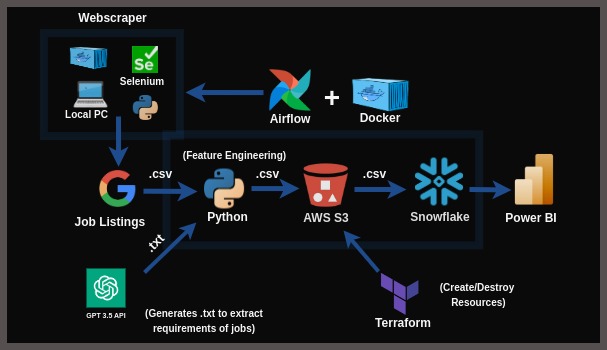 Webscraper
Se
Selenium
Local PC
Airflow
+
Docker
(Feature Engineering)
.csv
.csv
.csv
Job Listings
Python
AWS S3
Snowflake
Power BI
.txt
GPT 3.5 API
(Generates .txt to extract
requirements of jobs)
Terraform
(Create/Destroy
Resources)